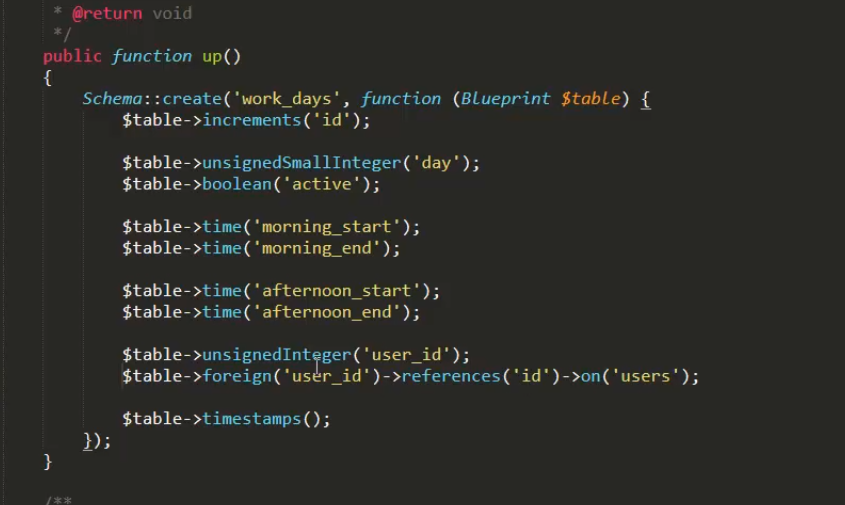 * @return void
*/
public function up()
{
Schema::create('work_days', function (Blueprint $table) {
$table->increments('id');
$table->unsignedSmallInteger('day');
$table->boolean('active');
$table->time('morning_start');
$table->time('morning_end');
$table->time('afternoon_start');
$table->time('afternoon_end');
$table->unsignedInteger('user_id');
$table->foreign('user_id')->references('id')->on('users');
$table->timestamps();
});
}
/**